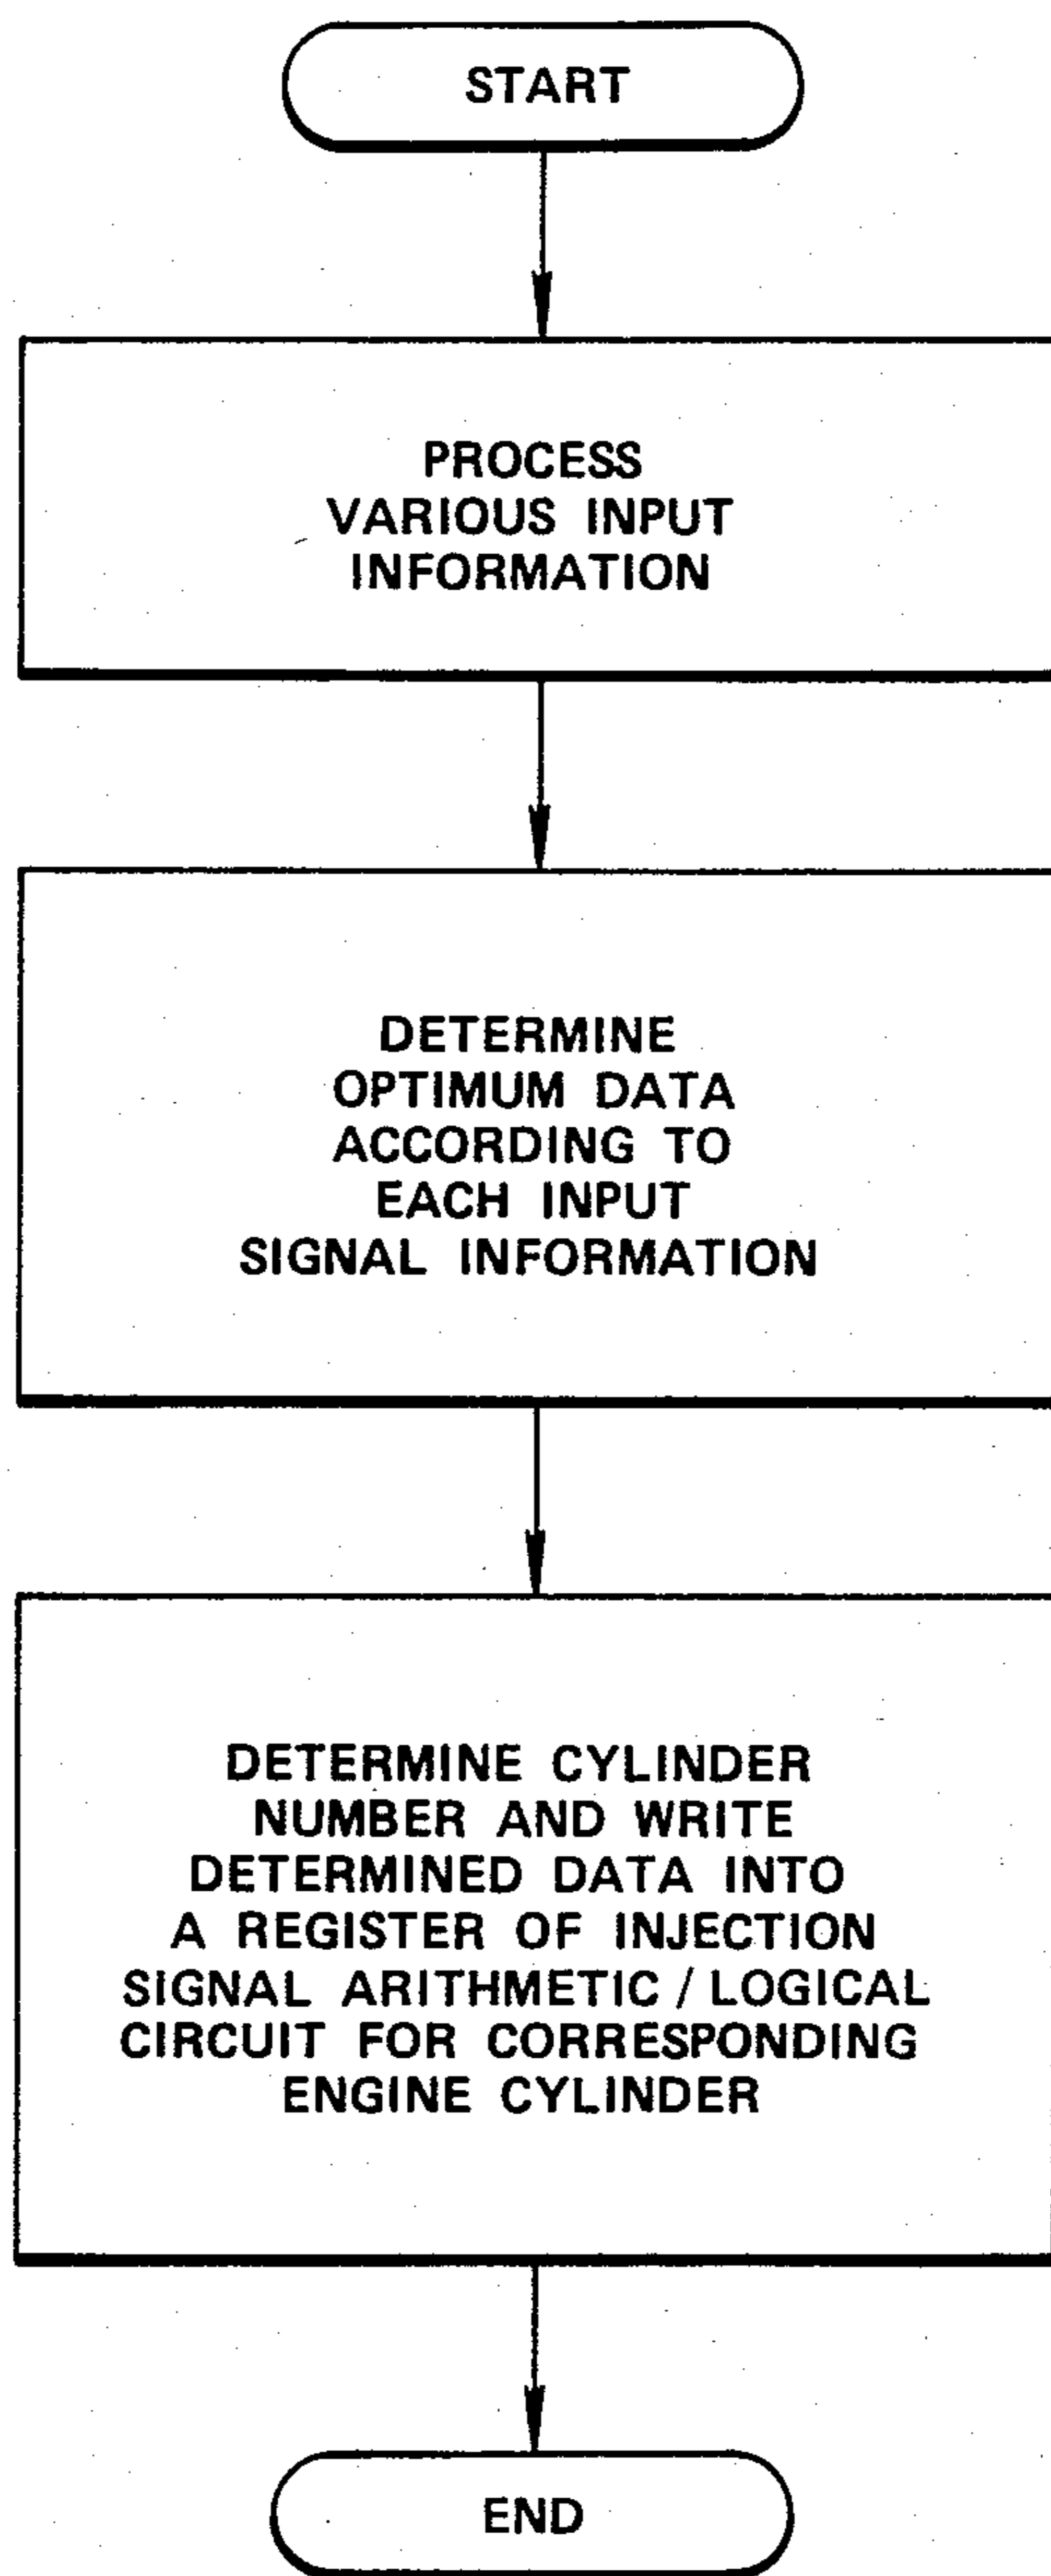 START
PROCESS
VARIOUS INPUT
INFORMATION
DETERMINE
OPTIMUM DATA
ACCORDING TO
EACH INPUT
SIGNAL INFORMATION
DETERMINE CYLINDER
NUMBER AND WRITE
DETERMINED DATA INTO
A REGISTER OF INJECTION
SIGNAL ARITHMETIC / LOGICAL
CIRCUIT FOR CORRESPONDING
ENGINE CYLINDER
END